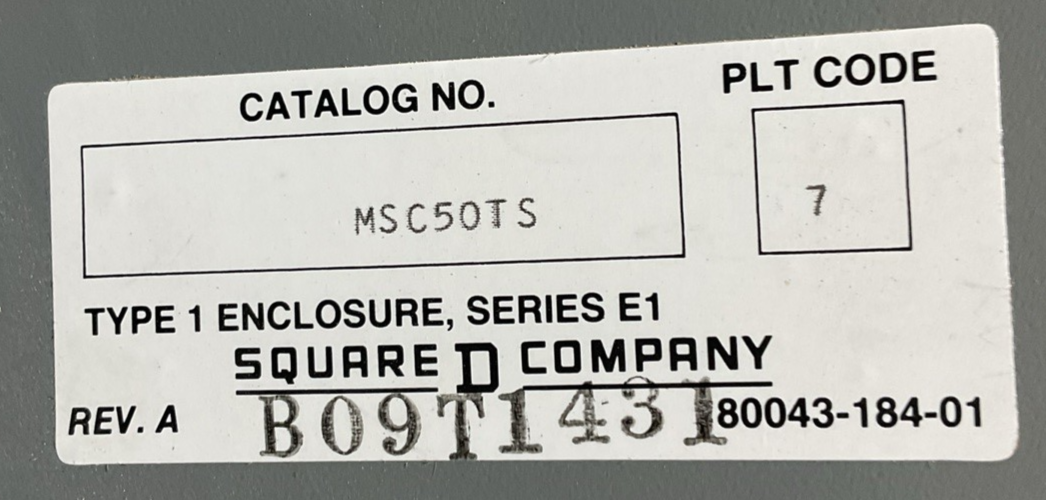 CATALOG NO.
PLT CODE
MSC50TS
7
TYPE 1 ENCLOSURE, SERIES E1
SQUARE D COMPANY
REV. A
B09T1431
80043-184-01